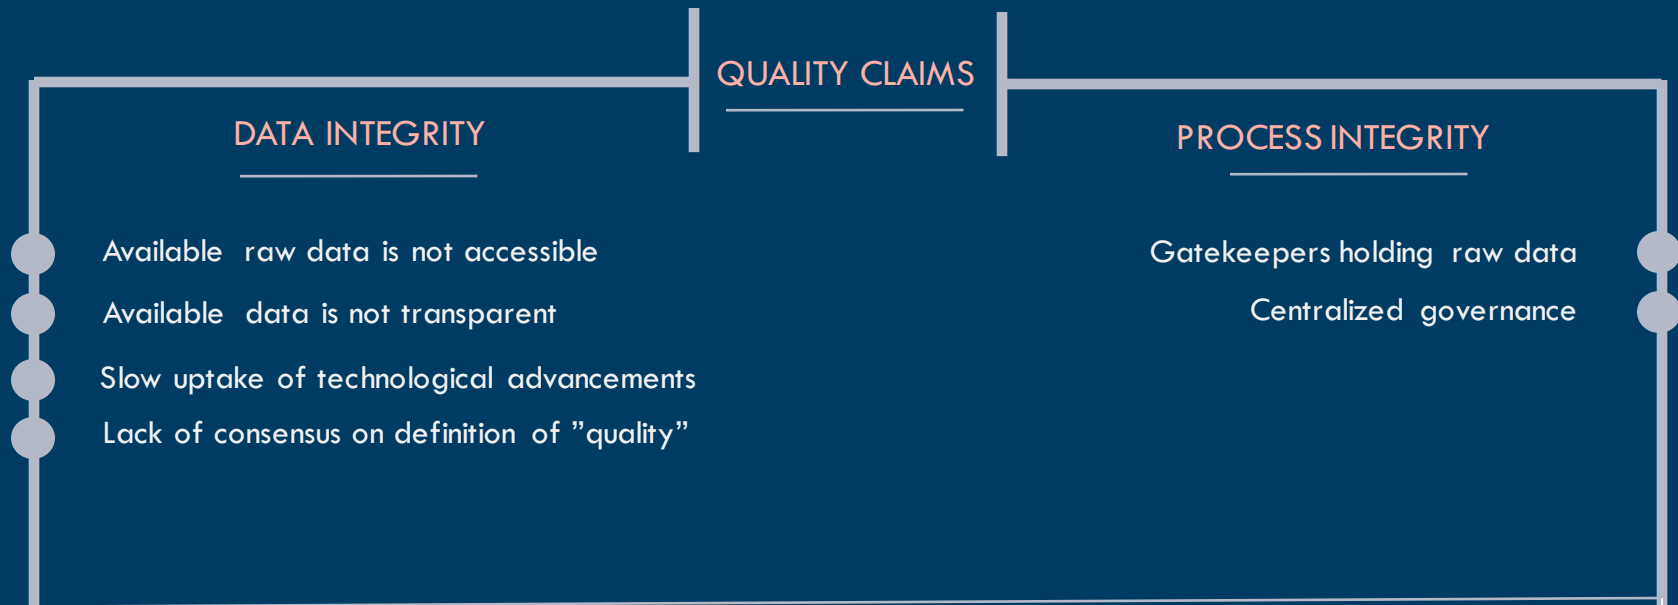 QUALITY CLAIMS
DATA INTEGRITY
Available raw data is not accessible
Available data is not transparent
Slow uptake of technological advancements
Lack of consensus on definition of ”quality”
PROCESS INTEGRITY
Gatekeepers holding raw data
Centralized governance